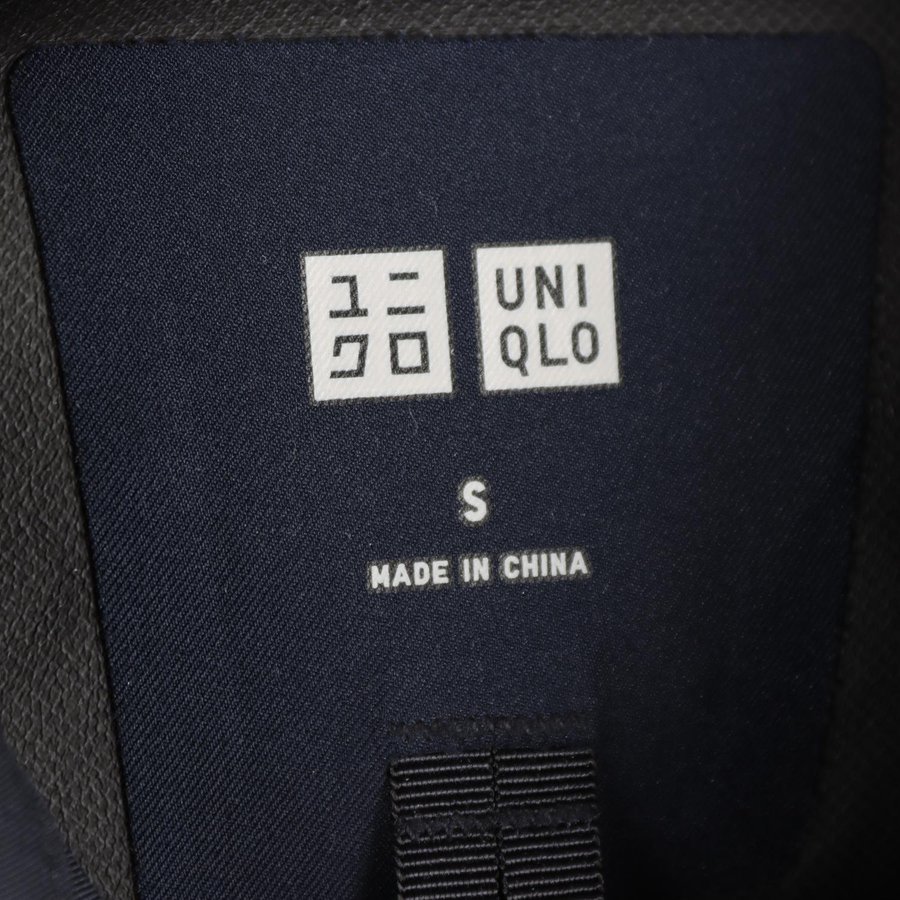 ユニ
クロ
UNI
QLO
S
MADE IN CHINA